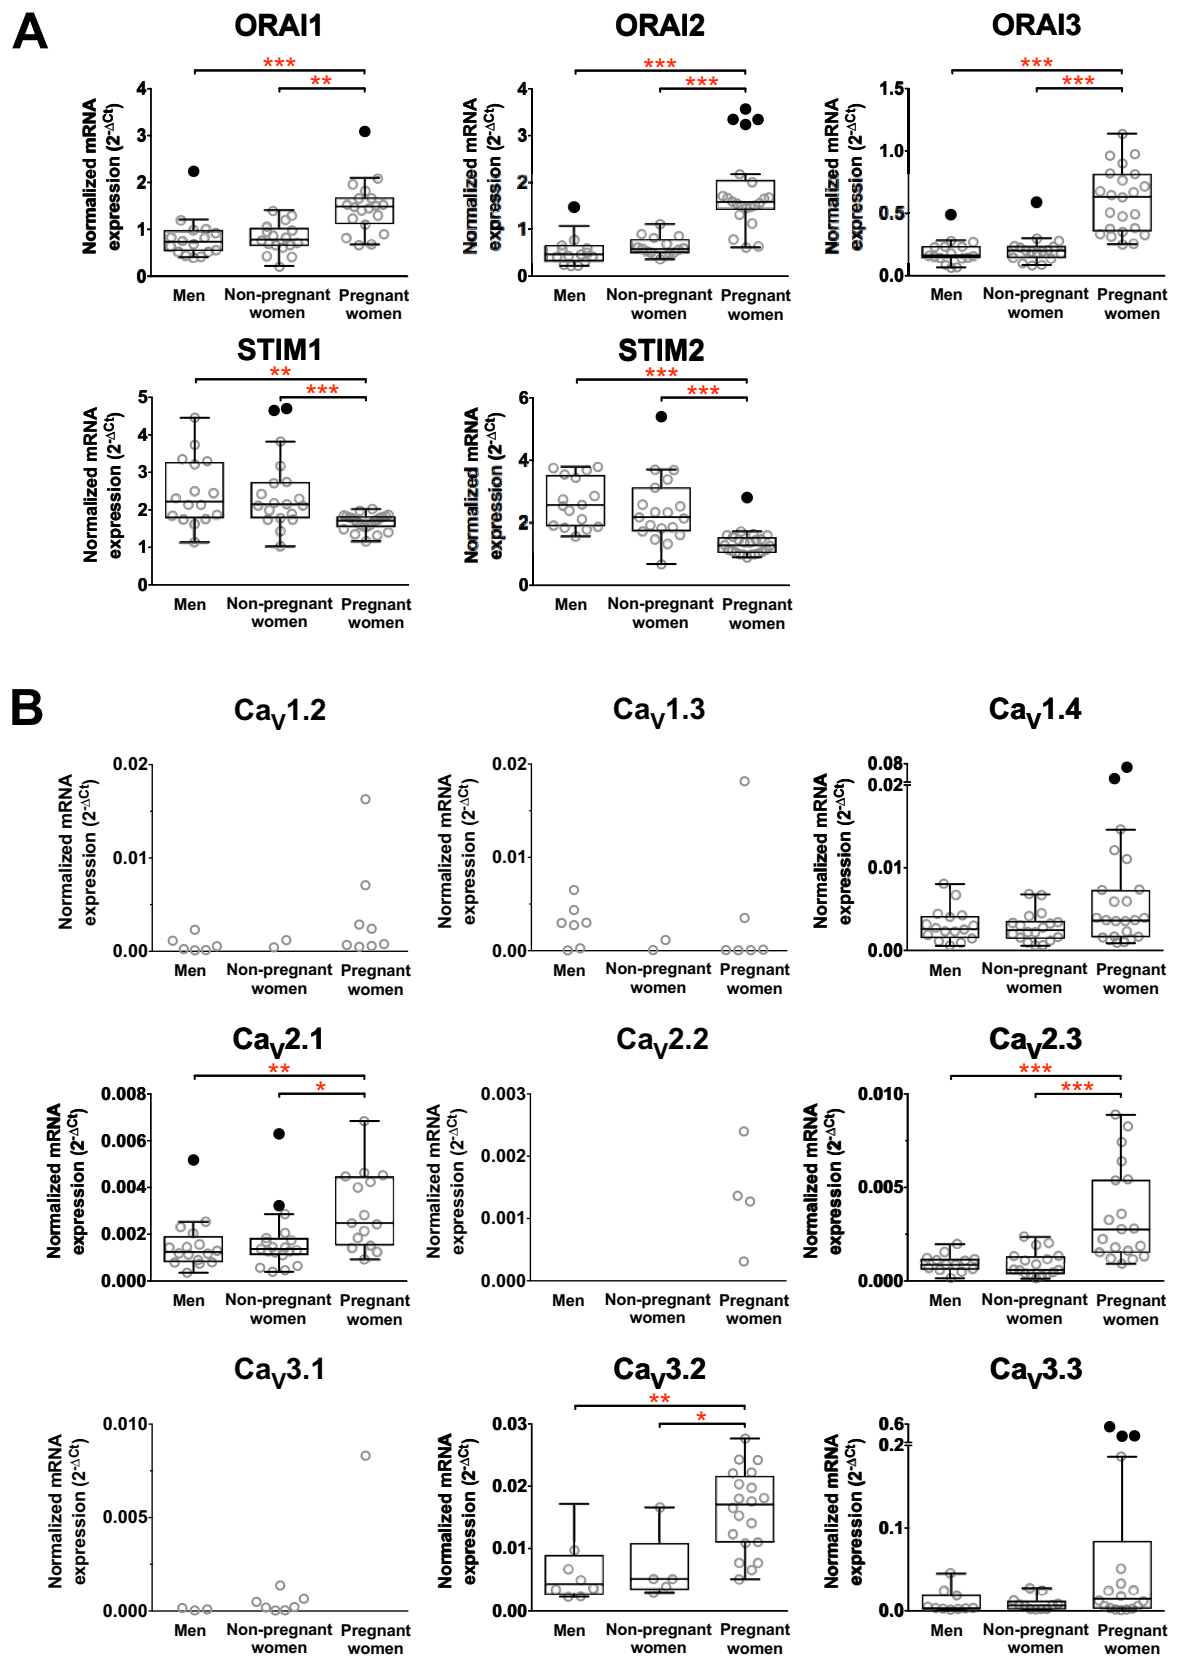 A
ORAI1
ORAI2
ORAI3
***
**
***
***
***
***
Normalized mRNA
expression (2-ΔCt)
4
3
2
1
0
Men
Non-pregnant
women
Pregnant
women
Normalized mRNA
expression (2-ΔCt)
4
3
2
1
0
Men
Non-pregnant
women
Pregnant
women
Normalized mRNA
expression (2-ΔCt)
1.5
1.0
0.5
0.0
Men
Non-pregnant
women
Pregnant
women
STIM1
STIM2
**
***
***
***
Normalized mRNA
expression (2-ΔCt)
5
4
3
2
1
0
Men
Non-pregnant
women
Pregnant
women
Normalized mRNA
expression (2-ΔCt)
6
4
2
0
Men
Non-pregnant
women
Pregnant
women
B
CaV1.2
CaV1.3
CaV1.4
Normalized mRNA
expression (2-ΔCt)
0.02
0.01
0.00
Men
Non-pregnant
women
Pregnant
women
Normalized mRNA
expression (2-ΔCt)
0.02
0.01
0.00
Men
Non-pregnant
women
Pregnant
women
Normalized mRNA
expression (2-ΔCt)
0.08
0.02
0.01
0.00
Men
Non-pregnant
women
Pregnant
women
CaV2.1
CaV2.2
CaV2.3
**
*
***
***
Normalized mRNA
expression (2-ΔCt)
0.008
0.006
0.004
0.002
0.000
Men
Non-pregnant
women
Pregnant
women
Normalized mRNA
expression (2-ΔCt)
0.003
0.002
0.001
0.000
Men
Non-pregnant
women
Pregnant
women
Normalized mRNA
expression (2-ΔCt)
0.010
0.005
0.000
Men
Non-pregnant
women
Pregnant
women
CaV3.1
CaV3.2
CaV3.3
**
*
Normalized mRNA
expression (2-ΔCt)
0.010
0.005
0.000
Men
Non-pregnant
women
Pregnant
women
Normalized mRNA
expression (2-ΔCt)
0.03
0.02
0.01
0.00
Men
Non-pregnant
women
Pregnant
women
Normalized mRNA
expression (2-ΔCt)
0.6
0.2
0.1
0.0
Men
Non-pregnant
women
Pregnant
women